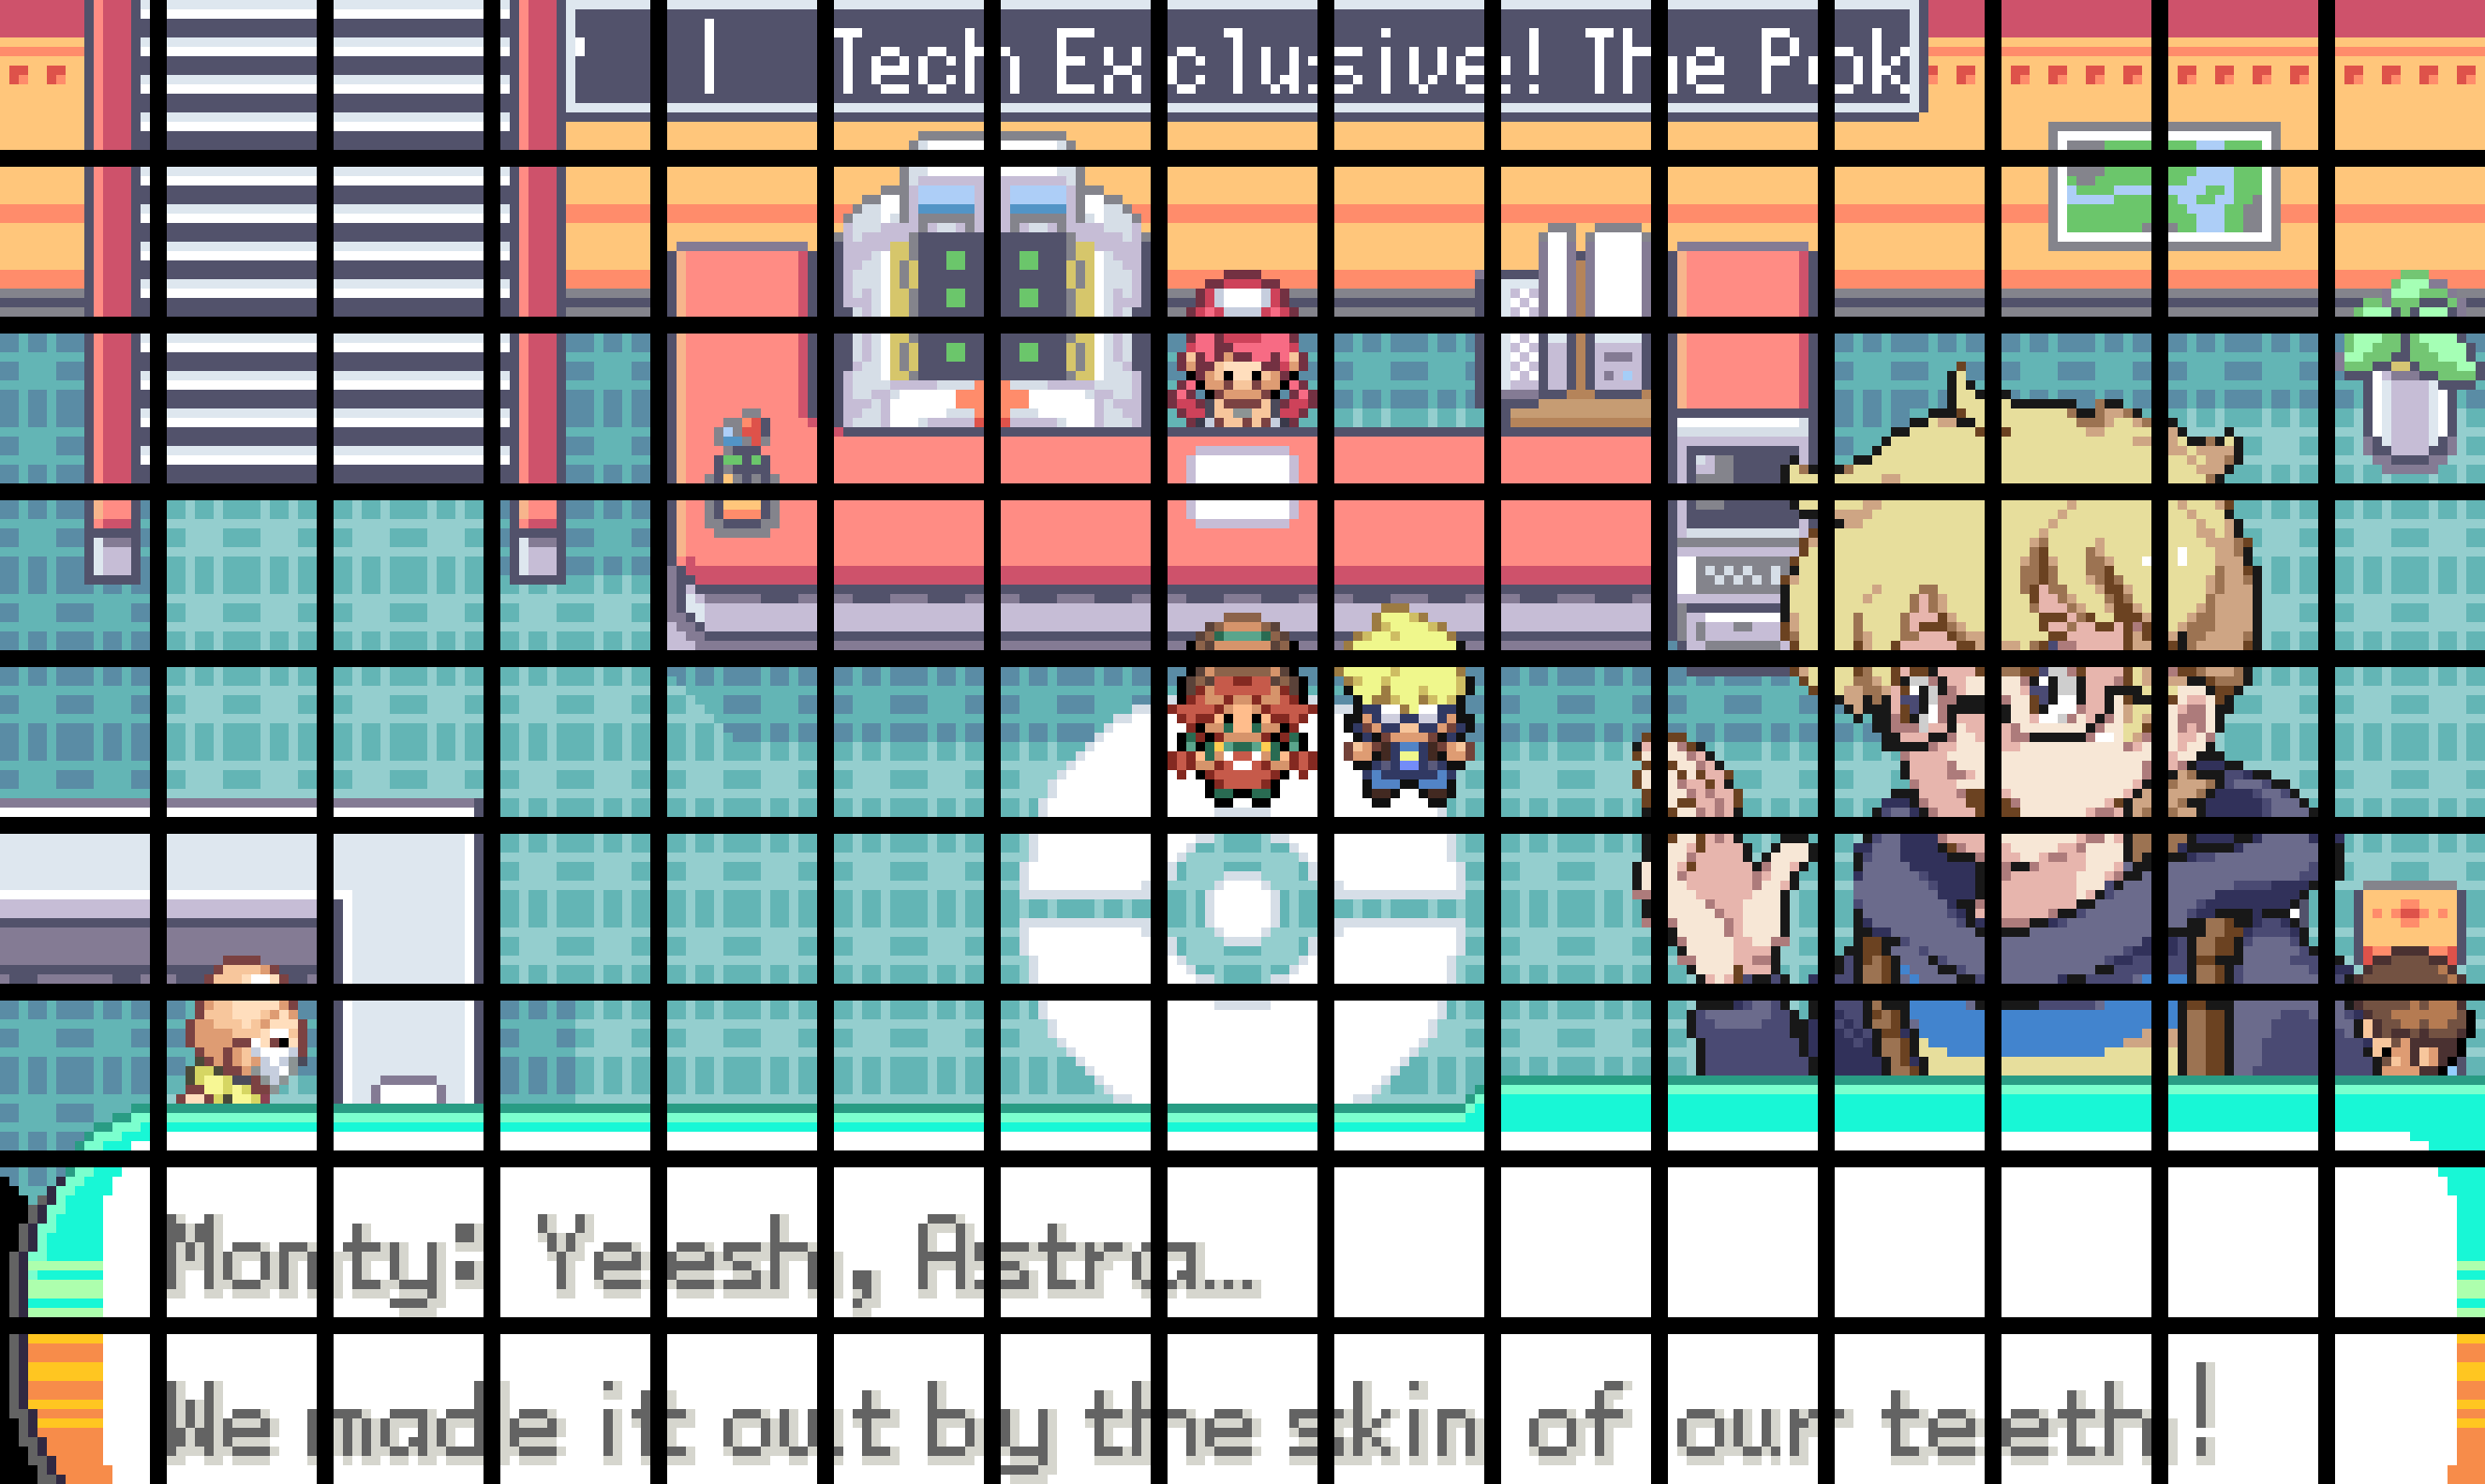 Tech Exclusive! The Pok
Monty: Yeesh, Astra...
We made it out by the skin of our teeth!